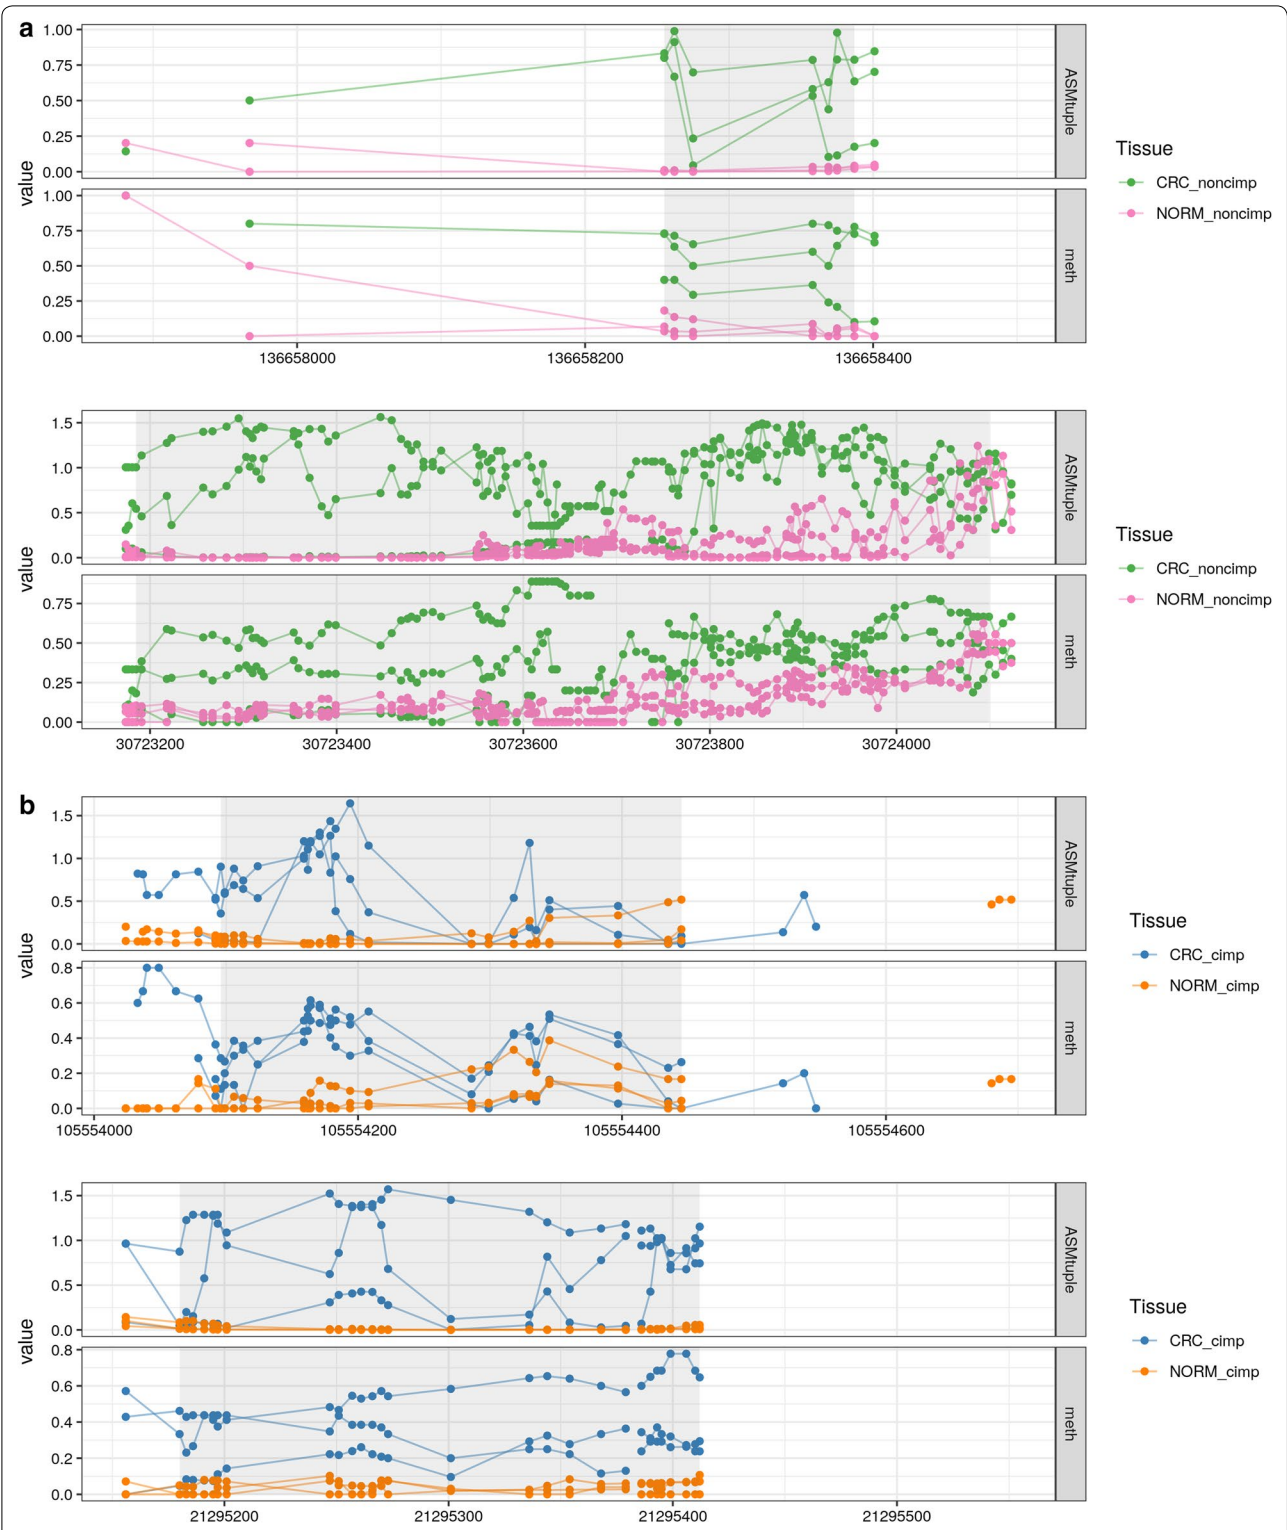 a
1.00
0.75
0.50
0.25
0.00
ASMtuple
1.00
0.75
0.50
0.25
0.00
meth
value
136658000 136658200 136658400
Tissue
CRC_noncimp
NORM_noncimp
1.5
1.0
0.5
0.0
ASMtuple
0.75
0.50
0.25
0.00
meth
value
30723200 30723400 30723600 30723800 30724000
Tissue
CRC_noncimp
NORM_noncimp
b
1.5
1.0
0.5
0.0
ASMtuple
0.8
0.6
0.4
0.2
0.0
meth
value
105554000 105554200 105554400 105554600
Tissue
CRC_cimp
NORM_cimp
1.5
1.0
0.5
0.0
ASMtuple
0.8
0.6
0.4
0.2
0.0
meth
value
21295200 21295300 21295400 21295500
Tissue
CRC_cimp
NORM_cimp